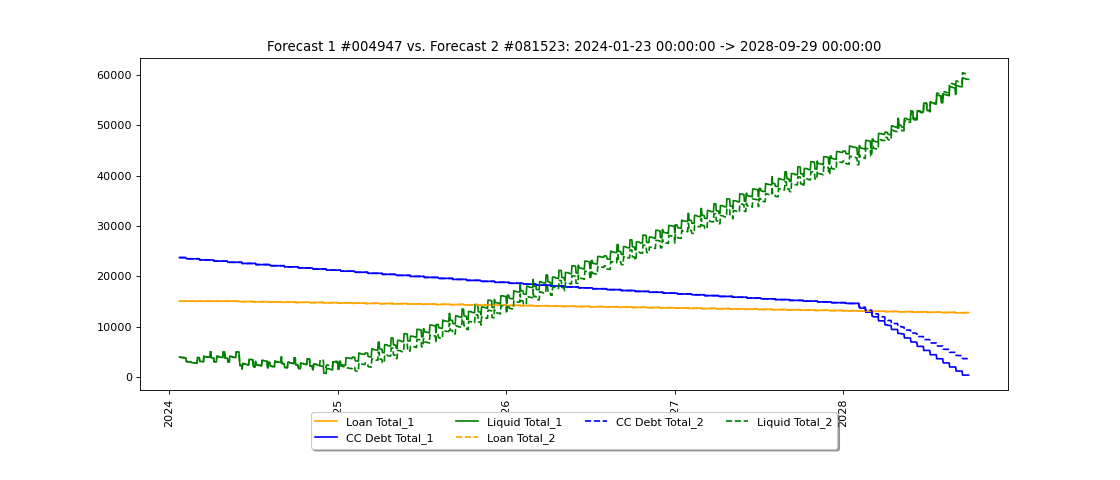 Forecast 1 #004947 vs. Forecast 2 #081523: 2024-01-23 00:00:00 -> 2028-09-29 00:00:00
60000
50000
40000
30000
20000
10000
0
2024
25
26
27
2028
Loan Total_1
Liquid Total_1
CC Debt Total_2
Liquid Total_2
CC Debt Total_1
Loan Total_2